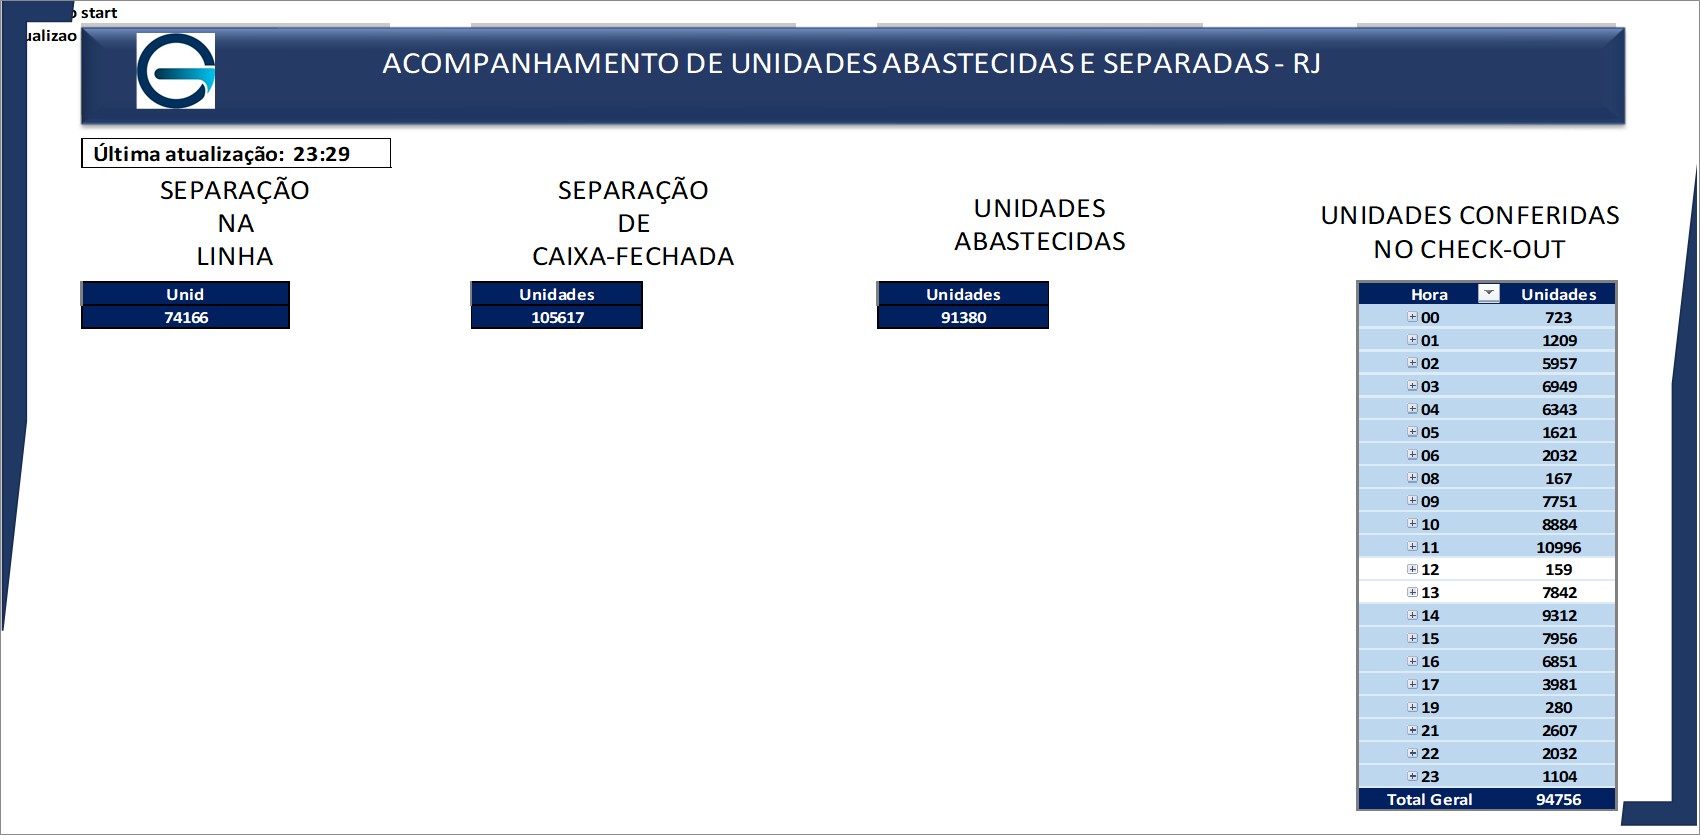 start
ualizao
ACOMPANHAMENTO DE UNIDADES ABASTECIDAS E SEPARADAS - RJ
Última atualização: 23:29
SEPARAÇÃO
NA
LINHA
Unid
74166
SEPARAÇÃO
DE
CAIXA-FECHADA
Unidades
105617
UNIDADES
ABASTECIDAS
Unidades
91380
UNIDADES CONFERIDAS
NO CHECK-OUT
Hora Unidades
00 723
01 1209
02 5957
03 6949
04 6343
05 1621
06 2032
08 167
09 7751
10 8884
11 10996
12 159
13 7842
14 9312
15 7956
16 6851
17 3981
19 280
21 2607
22 2032
23 1104
Total Geral 94756